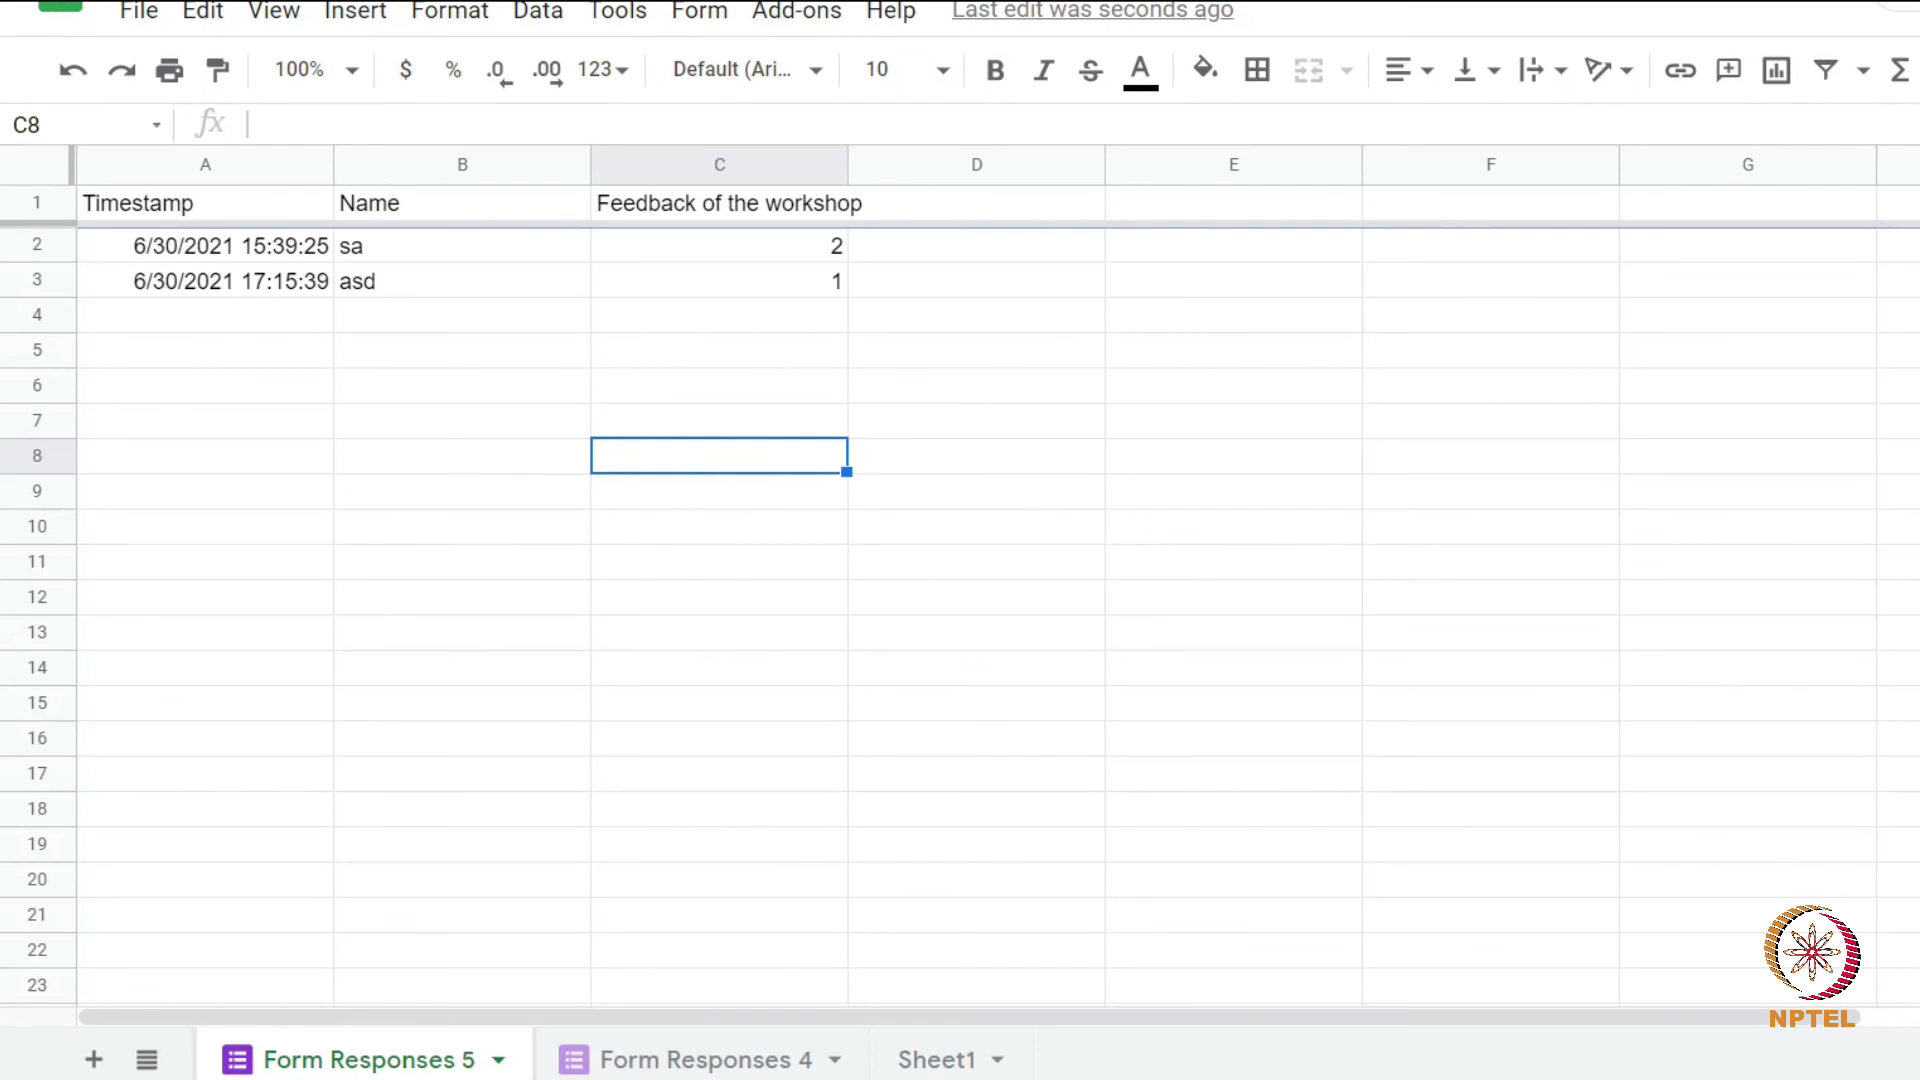 File Edit View Insert Format Data Tools Form Add-ons Help Last edit was seconds ago
100% $ % .0 .00 123 Default (Ari... 10 B I S A Σ
C8 fx
A B C D E F G
1 Timestamp Name Feedback of the workshop
2 6/30/2021 15:39:25 sa 2
3 6/30/2021 17:15:39 asd 1
4
5
6
7
8
9
10
11
12
13
14
15
16
17
18
19
20
21
22
23
NPTEL
+ Form Responses 5 Form Responses 4 Sheet1